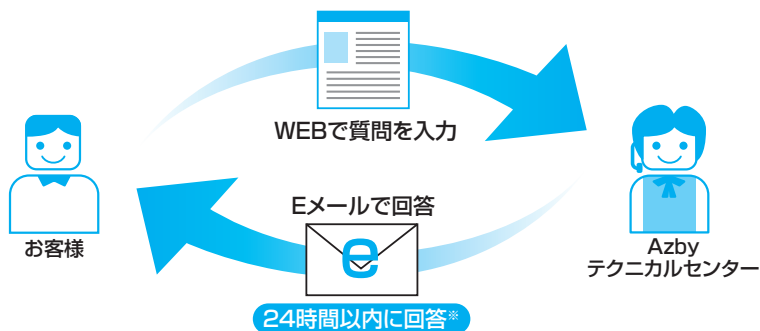 WEBで質問を入力
お客様
Azby
テクニカルセンター
Eメールで回答
e
24時間以内に回答※